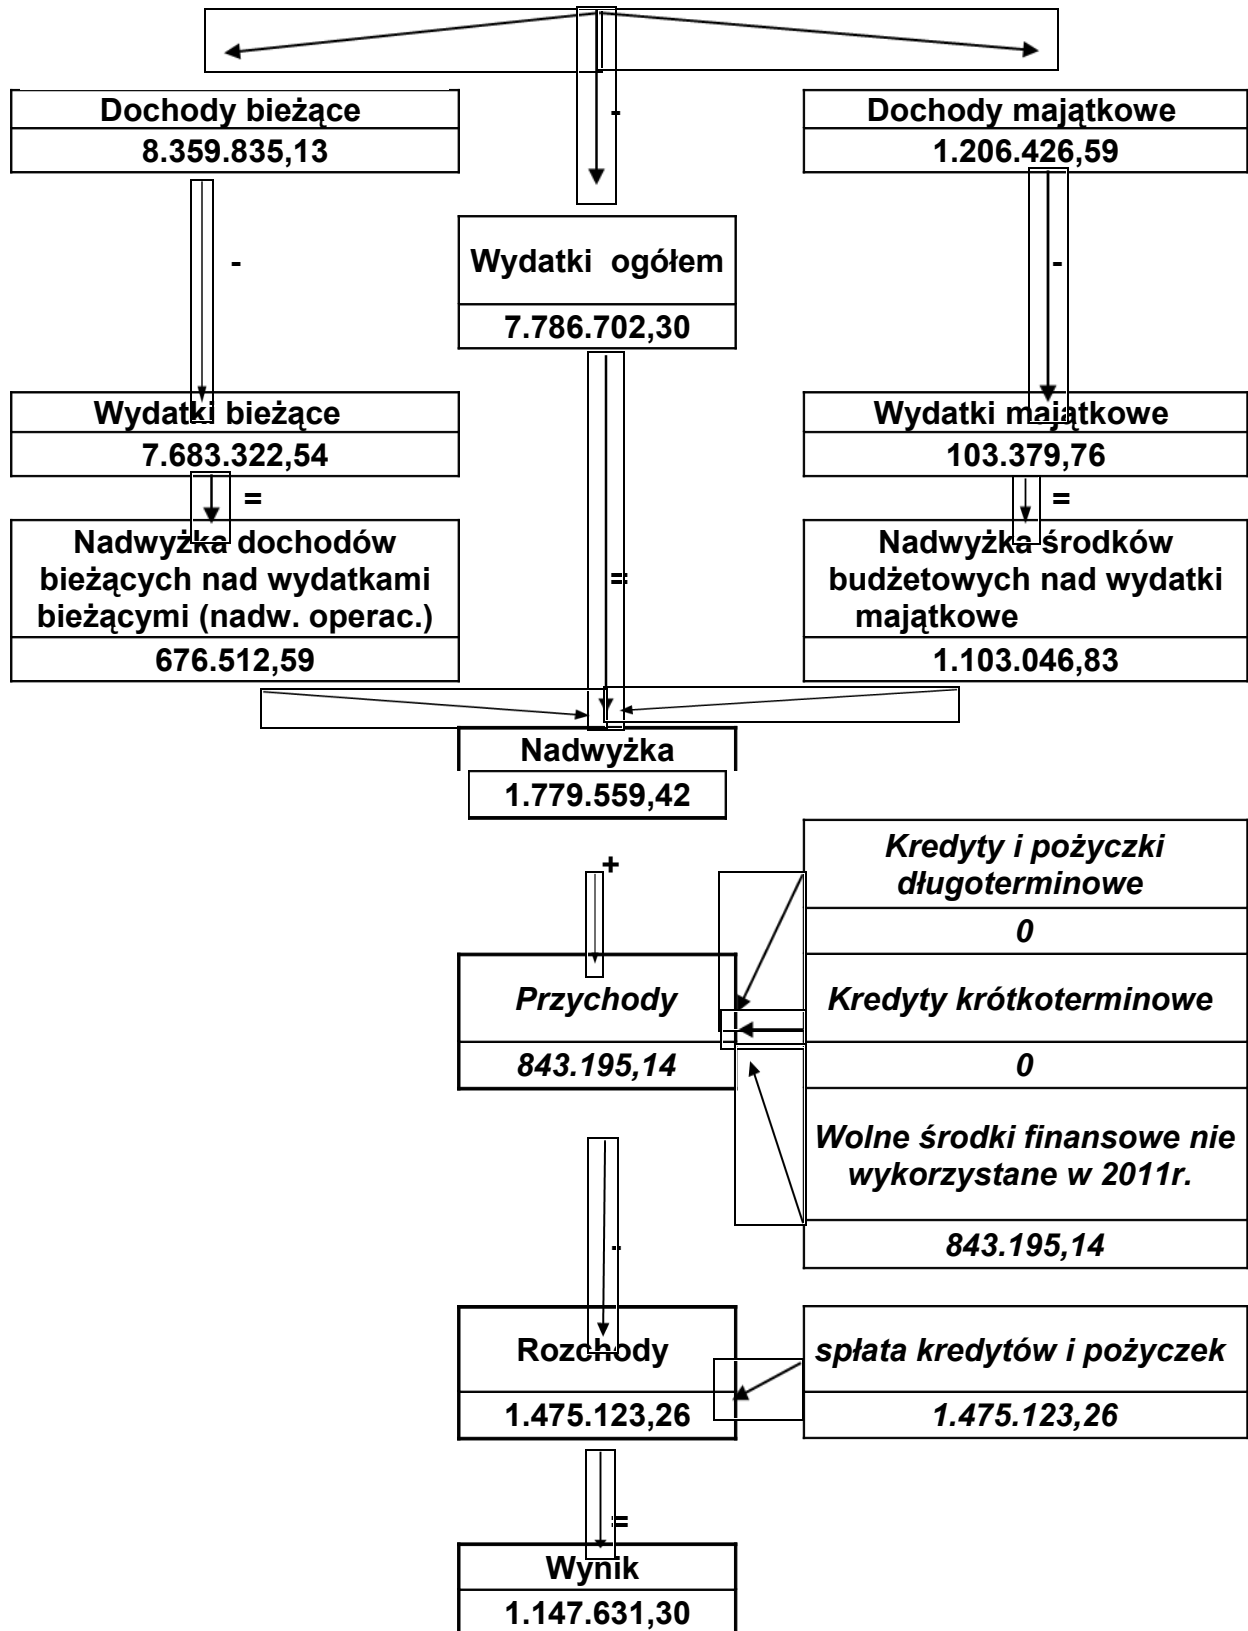 -
Dochody bieżące
8.359.835,13
Dochody majątkowe
1.206.426,59
-
Wydatki ogółem
7.786.702,30
-
Wydatki bieżące
7.683.322,54
Wydatki majątkowe
103.379,76
=
=
Nadwyżka dochodów
bieżących nad wydatkami
bieżącymi (nadw. operac.)
676.512,59
=
Nadwyżka środków
budżetowych nad wydatki
majątkowe
1.103.046,83
Nadwyżka
1.779.559,42
+
Kredyty i pożyczki
długoterminowe
0
Przychody
843.195,14
Kredyty krótkoterminowe
0
Wolne środki finansowe nie
wykorzystane w 2011r.
843.195,14
-
Rozchody
1.475.123,26
spłata kredytów i pożyczek
1.475.123,26
=
Wynik
1.147.631,30